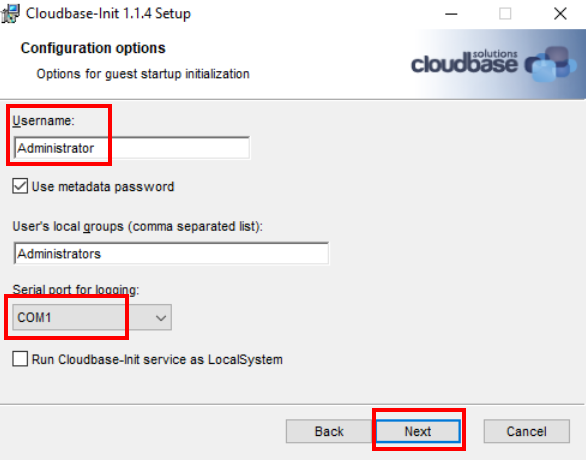 Cloudbase-Init 1.1.4 Setup
Configuration options
Options for guest startup initialization
solutions
cloudbase
Username:
Administrator
Use metadata password
User's local groups (comma separated list):
Administrators
Serial port for logging:
COM1
Run Cloudbase-Init service as LocalSystem
Back
Next
Cancel